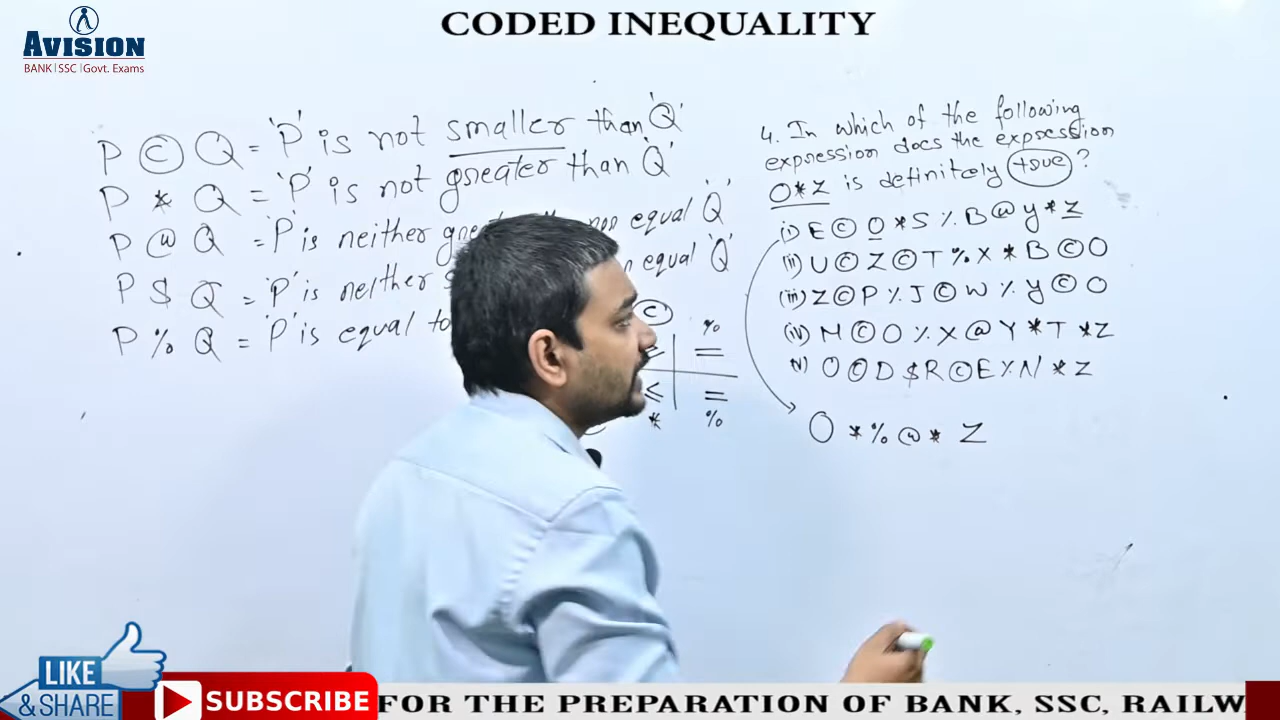 CODED INEQUALITY
AVISION
BANK | SSC | Govt. Exams
P © Q = 'P' is not smaller than 'Q'
P * Q = 'P' is not greater than 'Q'
P @ Q = 'P' is neither equal 'Q'
P $ Q = 'P' is neither equal 'Q'
P % Q = 'P' is equal to
© %
=
< =
* %
4. In which of the following
expression does the expression
O*Z is definitely true ?
(i) E © O * S % B @ Y * Z
(ii) U © Z © T % X * B © O
(iii) Z © P % J © W % Y © O
(iv) M © O % X @ Y * T * Z
(v) O © D $ R © E % N * Z
O * % @ * Z
LIKE
& SHARE
SUBSCRIBE
FOR THE PREPARATION OF BANK, SSC, RAILW